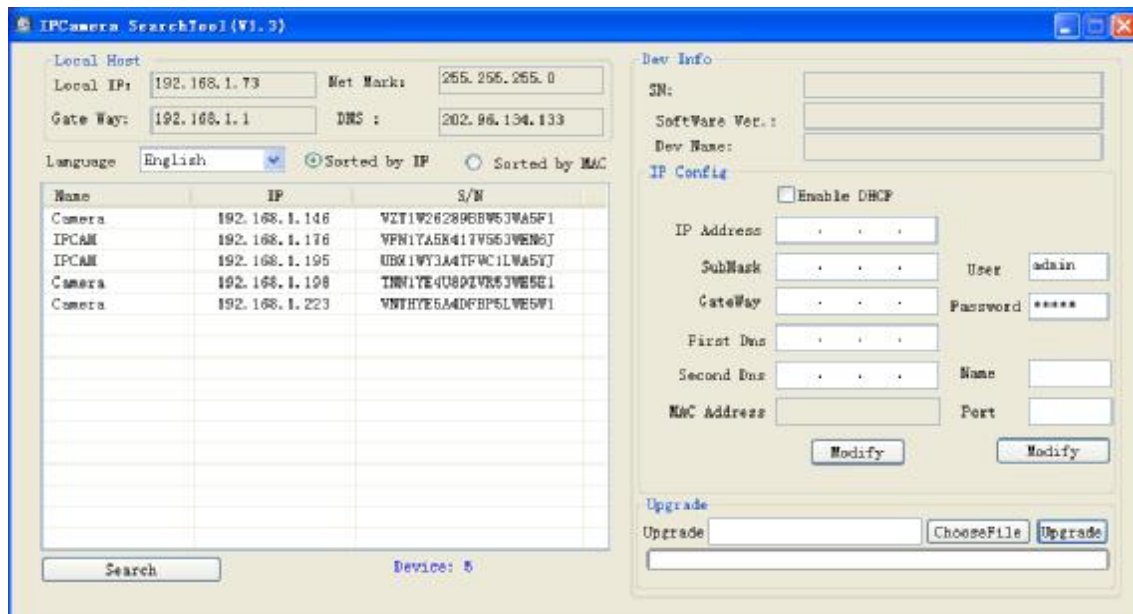 IPCamera SearchTool(V1.3)
Local Host
Local IP: 192.168.1.73 Net Mark: 255.255.255.0
Gate Way: 192.168.1.1 DNS : 202.96.134.133
Language English Sorted by IP Sorted by MAC
Name IP S/N
Camera 192.168.1.146
IPCAM 192.168.1.176
IPCAM 192.168.1.195
Camera 192.168.1.198
Camera 192.168.1.223
Search Device: 5
Dev Info
SN:
SoftWare Ver.:
Dev Name:
IP Config
Enable DHCP
IP Address
SubMask User admin
GateWay Password *****
First Dns
Second Dns Name
MAC Address Port
Modify Modify
Upgrade
Upgrade ChooseFile Upgrade